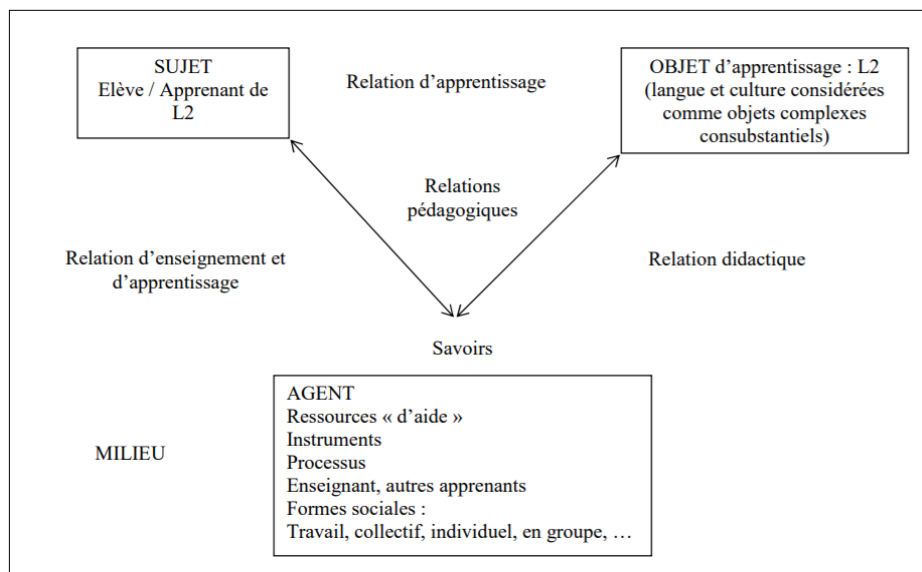 SUJET
Elève / Apprenant de
L2
Relation d'apprentissage
OBJET d'apprentissage : L2
(langue et culture considérées
comme objets complexes
consubstantiels)
Relations
pédagogiques
Relation d'enseignement et
d'apprentissage
Relation didactique
Savoirs
MILIEU
AGENT
Ressources « d'aide »
Instruments
Processus
Enseignant, autres apprenants
Formes sociales :
Travail, collectif, individuel, en groupe, …